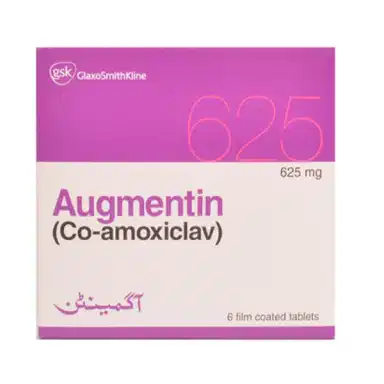 gsk GlaxoSmithKline
625
625 mg
Augmentin
(Co-amoxiclav)
آگمینٹن
6 film coated tablets